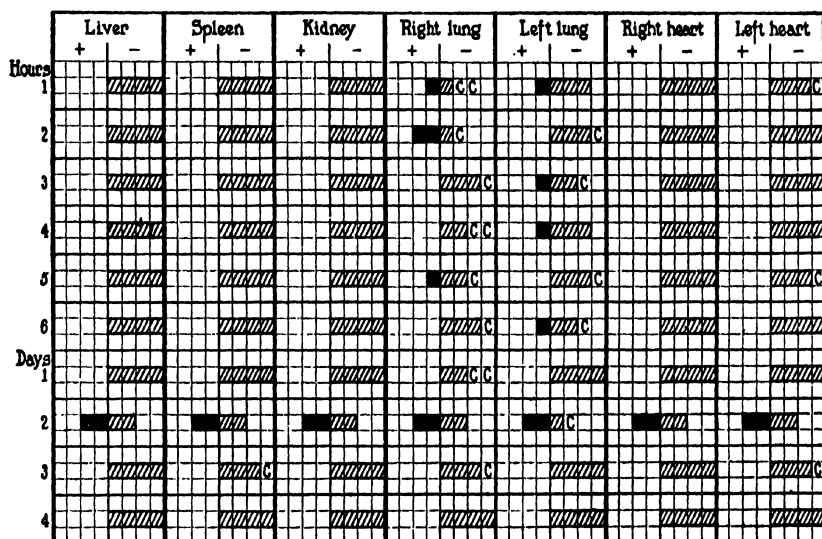 Liver Spleen Kidney Right lung Left lung Right heart Left heart
+ − + − + − + − + − + − + −
Hours
1 C C C
2 C C
3 C C
4 C C
5 C C C
6 C C
Days
1 C C
2 C
3 C C C
4